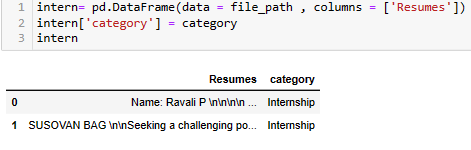 1 intern= pd.DataFrame(data = file_path , columns = ['Resumes'])
2 intern['category'] = category
3 intern
Resumes category
0 Name: Ravali P \n\n\n\n ... Internship
1 SUSOVAN BAG \n\nSeeking a challenging po... Internship